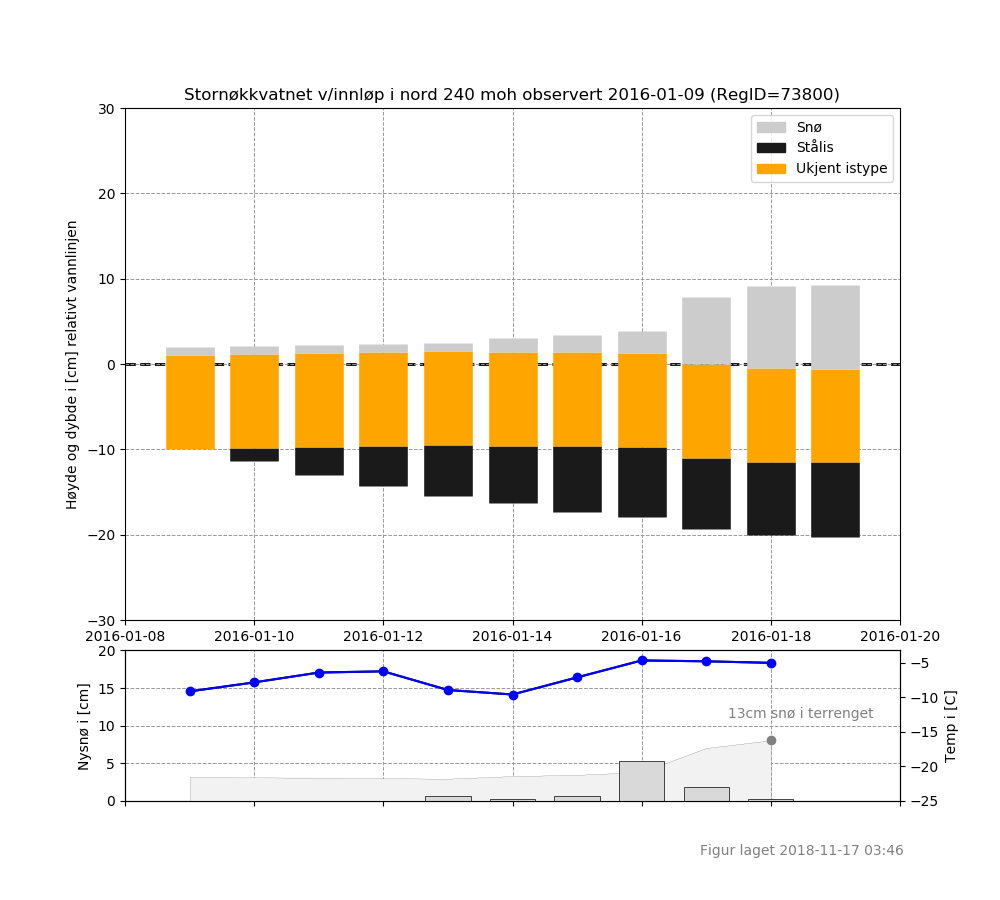 Stornøkkvatnet v/innløp i nord 240 moh observert 2016-01-09 (RegID=73800)
Høyde og dybde i [cm] relativt vannlinjen
30
20
10
0
−10
−20
−30
Snø
Stålis
Ukjent istype
2016-01-08
2016-01-10
2016-01-12
2016-01-14
2016-01-16
2016-01-18
2016-01-20
Nysnø i [cm]
20
15
10
5
0
13cm snø i terrenget
−5
−10
−15
−20
−25
Temp i [C]
Figur laget 2018-11-17 03:46